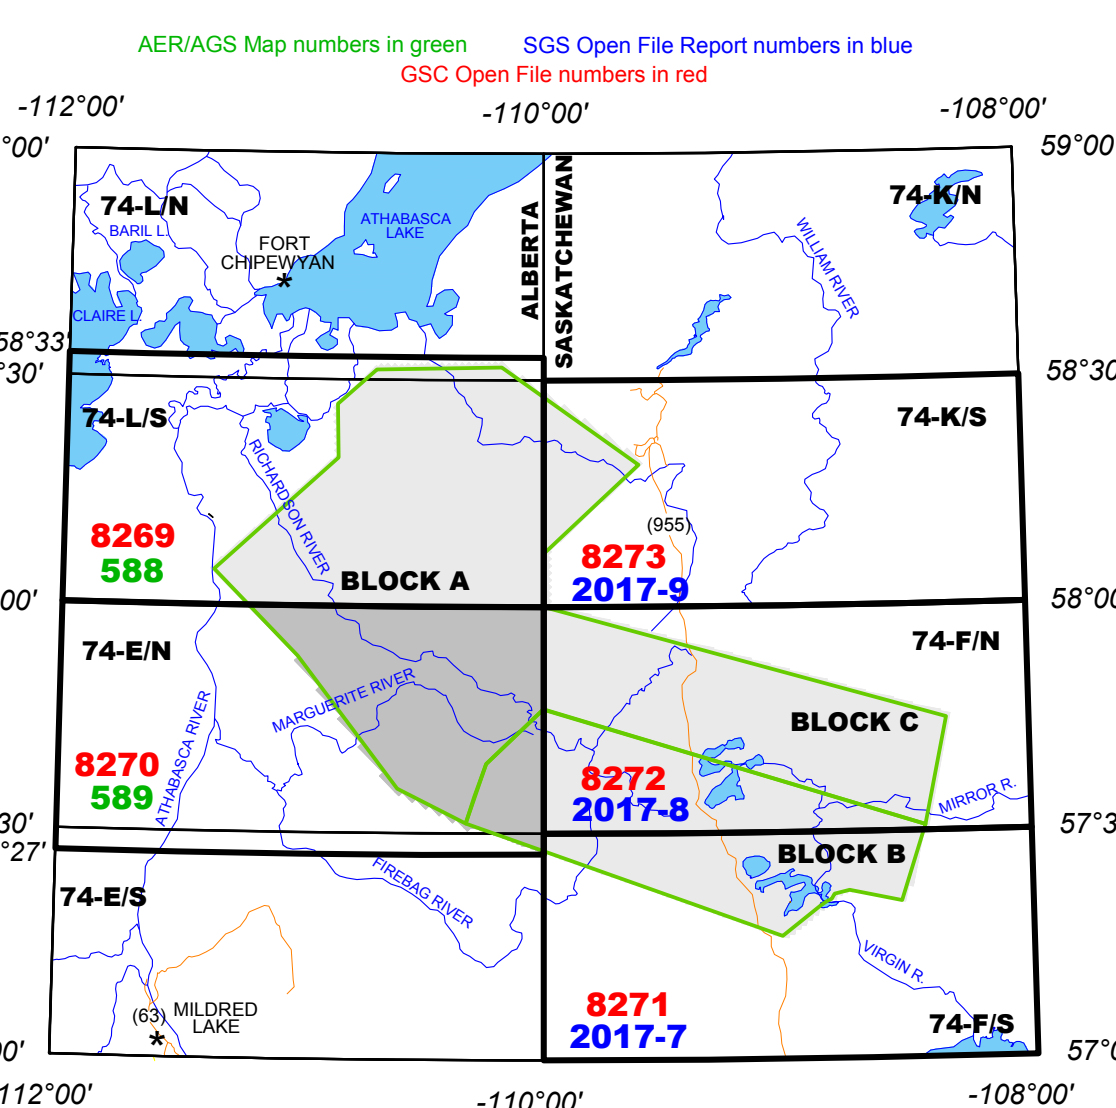 AER/AGS Map numbers in green
SGS Open File Report numbers in blue
GSC Open File numbers in red
-112°00'
-110°00'
-108°00'
°00'
59°00
74-L/N
BARIL L.
FORT
CHIPEWYAN
*
ATHABASCA
LAKE
ALBERTA
SASKATCHEWAN
74-K/N
WILLIAM RIVER
CLAIRE L.
58°33'
°30'
58°30
74-L/S
74-K/S
RICHARDSON RIVER
(955)
8269
588
8273
2017-9
BLOCK A
00'
58°00
74-E/N
74-F/N
MARGUERITE RIVER
ATHABASCA RIVER
BLOCK C
8270
589
8272
2017-8
MIRROR R.
30'
57°3
°27'
BLOCK B
FIREBAG RIVER
74-E/S
VIRGIN R.
8271
2017-7
(63)
MILDRED
LAKE
*
74-F/S
00'
57°0
112°00'
-110°00'
-108°00'